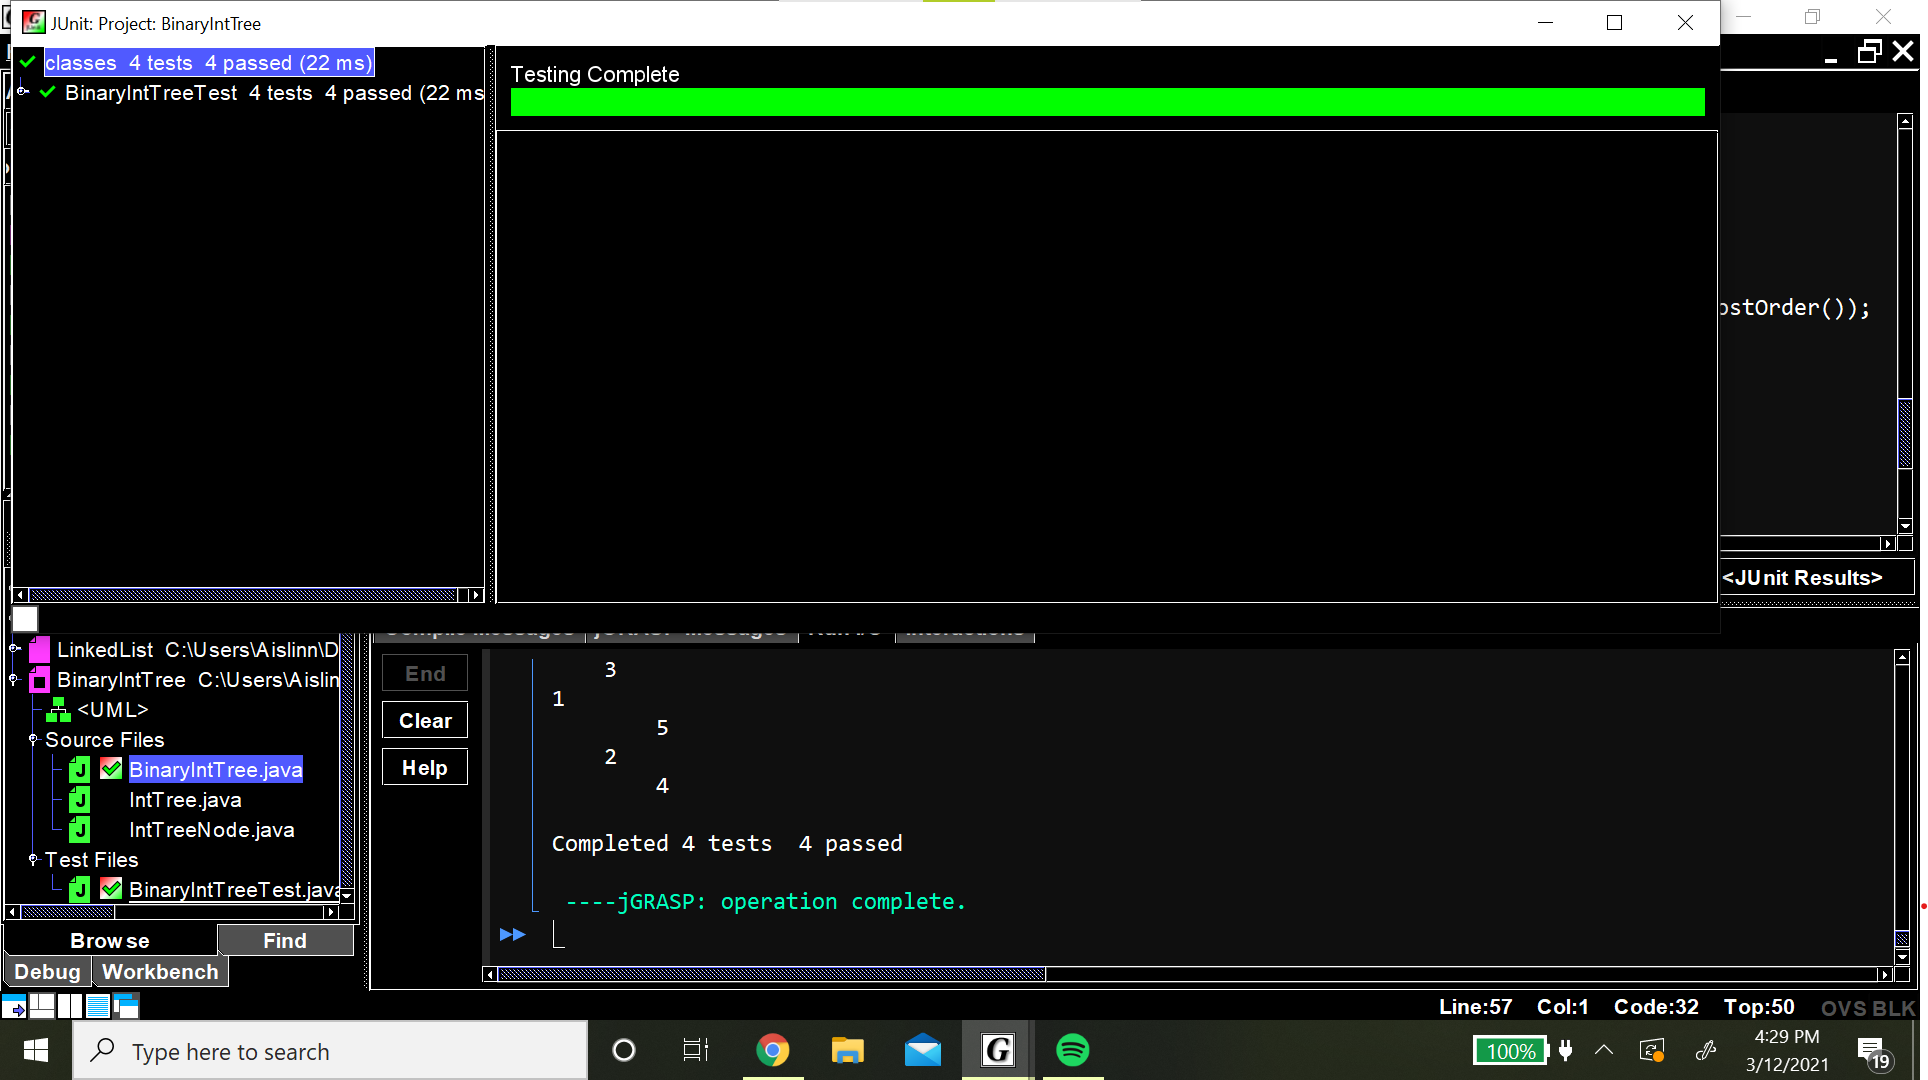 JUnit: Project: BinaryIntTree
classes 4 tests 4 passed (22 ms)
BinaryIntTreeTest 4 tests 4 passed (22 ms
Testing Complete
ostOrder());
<JUnit Results>
LinkedList C:\Users\Aislinn\D
BinaryIntTree C:\Users\Aislin
<UML>
Source Files
BinaryIntTree.java
IntTree.java
IntTreeNode.java
Test Files
BinaryIntTreeTest.java
Browse
Find
Debug
Workbench
End
Clear
Help
3
1
5
2
4
Completed 4 tests 4 passed
----jGRASP: operation complete.
Line:57 Col:1 Code:32 Top:50 OVS BLK
Type here to search
100%
4:29 PM
3/12/2021
19